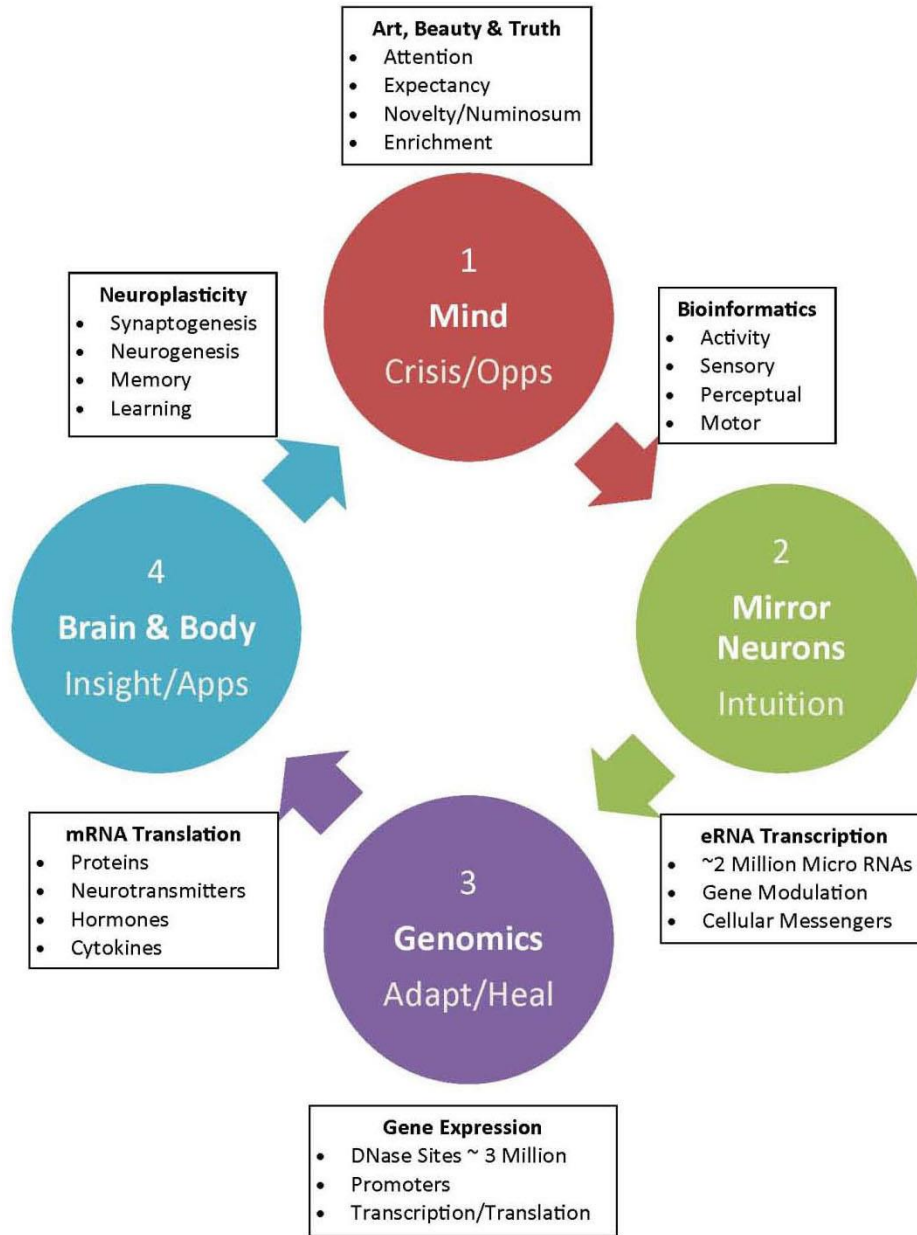 Art, Beauty & Truth
• Attention
• Expectancy
• Novelty/Numinosum
• Enrichment
1
Mind
Crisis/Opps
Neuroplasticity
• Synaptogenesis
• Neurogenesis
• Memory
• Learning
Bioinformatics
• Activity
• Sensory
• Perceptual
• Motor
4
Brain & Body
Insight/Apps
2
Mirror
Neurons
Intuition
mRNA Translation
• Proteins
• Neurotransmitters
• Hormones
• Cytokines
3
Genomics
Adapt/Heal
eRNA Transcription
• ~2 Million Micro RNAs
• Gene Modulation
• Cellular Messengers
Gene Expression
• DNase Sites ~ 3 Million
• Promoters
• Transcription/Translation